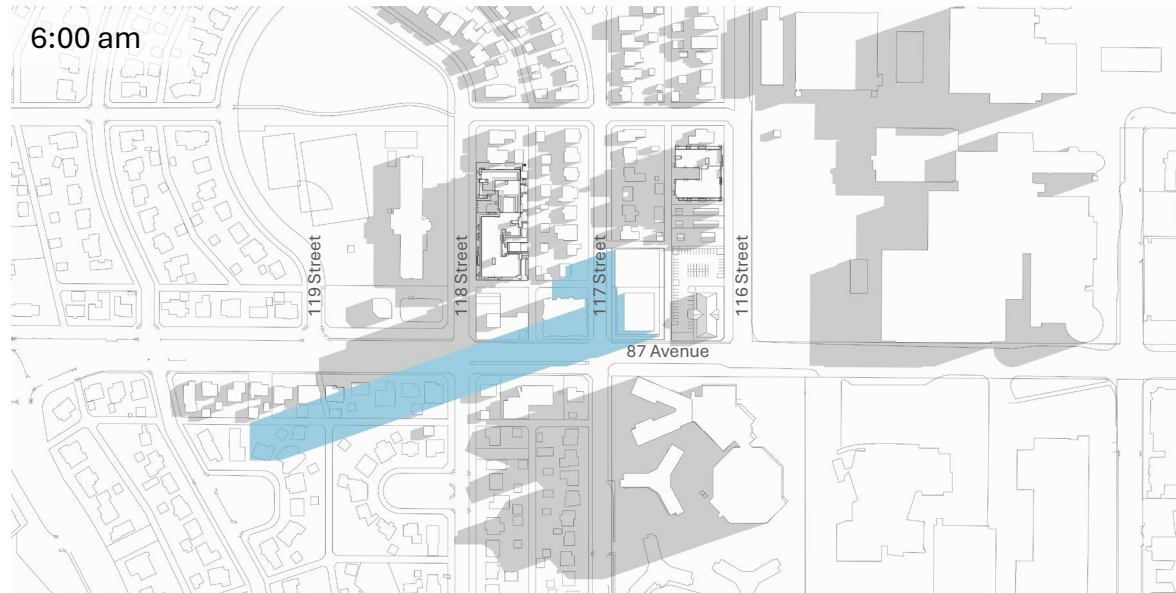 6:00 am
119 Street
118 Street
117 Street
116 Street
87 Avenue